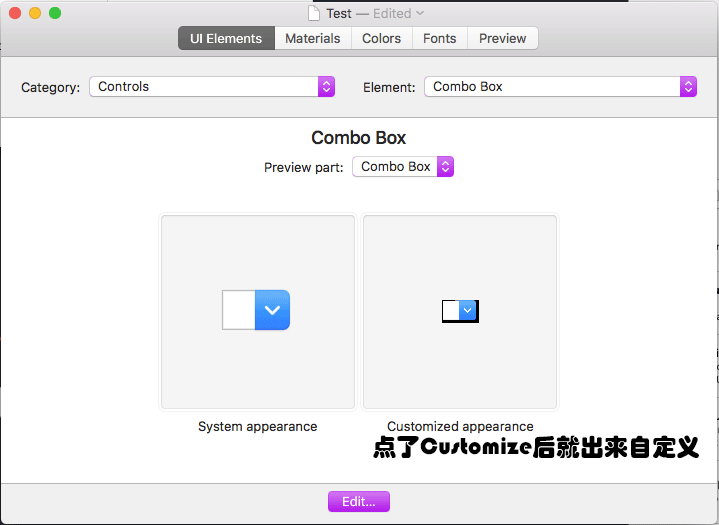 Test — Edited
UI Elements Materials Colors Fonts Preview
Category: Controls Element: Combo Box
Combo Box
Preview part: Combo Box
System appearance Customized appearance
点了Customize后就出来自定义
Edit...